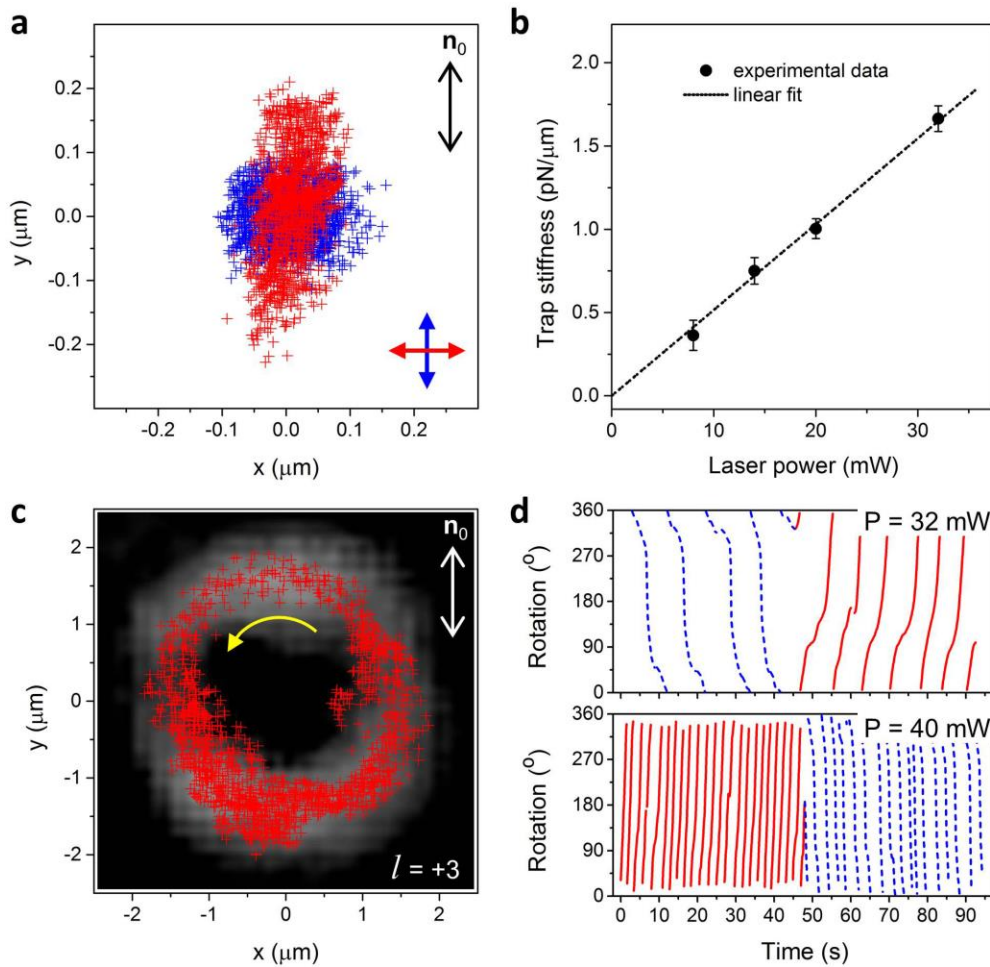 a
n0
0.2
0.1
0.0
-0.1
-0.2
y (μm)
-0.2
-0.1
0.0
0.1
0.2
x (μm)
b
2.0
1.5
1.0
0.5
0.0
Trap stiffness (pN/μm)
experimental data
linear fit
0
10
20
30
Laser power (mW)
c
n0
2
1
0
-1
-2
y (μm)
l = +3
-2
-1
0
1
2
x (μm)
d
360
270
180
90
0
Rotation (°)
P = 32 mW
360
270
180
90
0
Rotation (°)
P = 40 mW
0 10 20 30 40 50 60 70 80 90
Time (s)